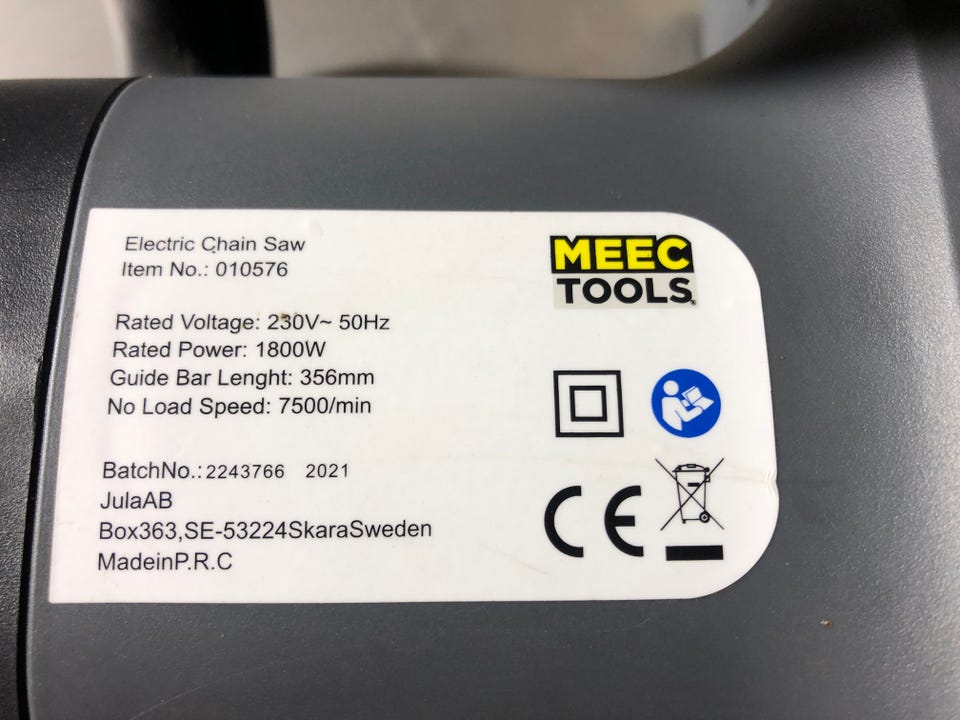 Electric Chain Saw
Item No.: 010576
Rated Voltage: 230V~ 50Hz
Rated Power: 1800W
Guide Bar Lenght: 356mm
No Load Speed: 7500/min
BatchNo.: 2243766 2021
JulaAB
Box363,SE-53224SkaraSweden
MadeinP.R.C
MEEC
TOOLS®
CE